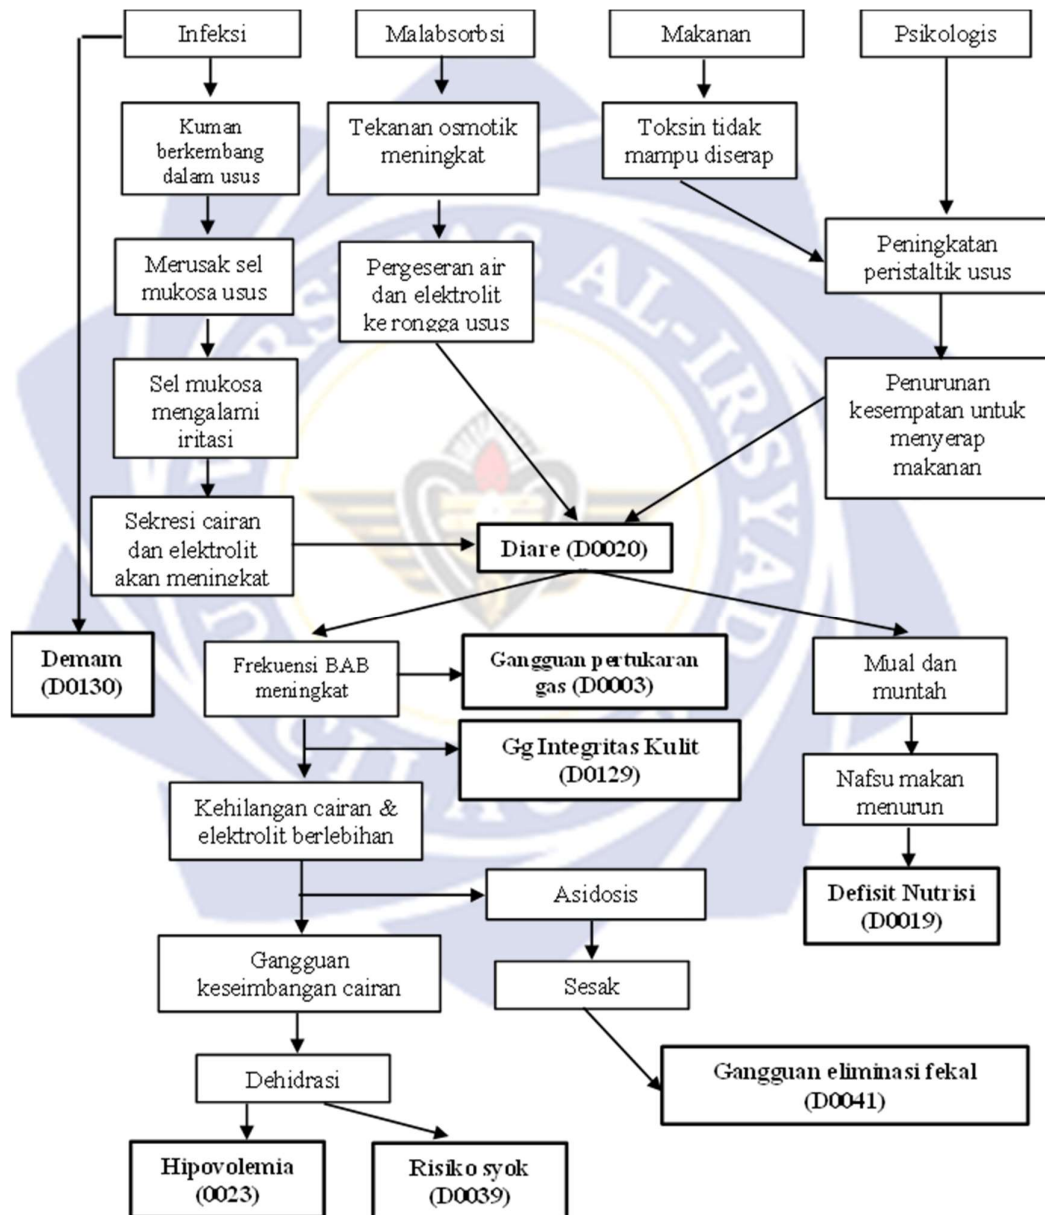 Infeksi
Malabsorbsi
Makanan
Psikologis
Kuman
berkembang
dalam usus
Tekanan osmotik
meningkat
Toksin tidak
mampu diserap
Merusak sel
mukosa usus
Pergeseran air
dan elektrolit
ke rongga usus
Peningkatan
peristaltik usus
Sel mukosa
mengalami
iritasi
Penurunan
kesempatan untuk
menyerap
makanan
Sekresi cairan
dan elektrolit
akan meningkat
Diare (D0020)
Demam
(D0130)
Frekuensi BAB
meningkat
Gangguan pertukaran
gas (D0003)
Mual dan
muntah
Gg Integritas Kulit
(D0129)
Kehilangan cairan &
elektrolit berlebihan
Nafsu makan
menurun
Asidosis
Defisit Nutrisi
(D0019)
Gangguan
keseimbangan cairan
Sesak
Dehidrasi
Gangguan eliminasi fekal
(D0041)
Hipovolemia
(0023)
Risiko syok
(D0039)
AL-IRSYAD